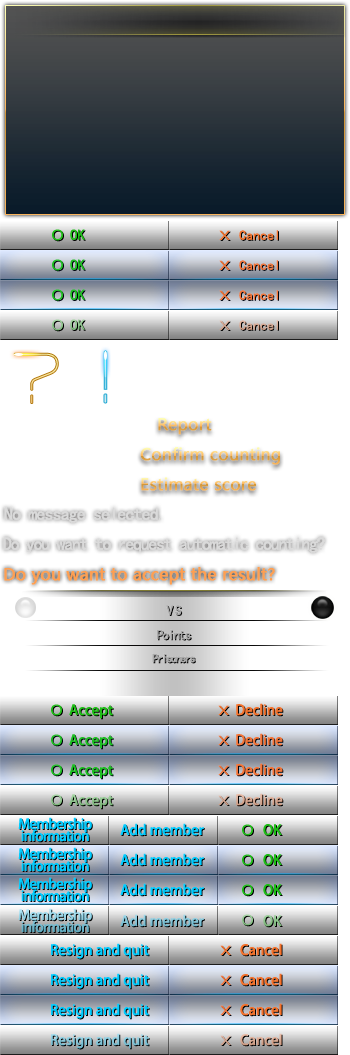 ○ OK × Cancel
○ OK × Cancel
○ OK × Cancel
○ OK × Cancel
? !
Report
Confirm counting
Estimate score
No message selected.
Do you want to request automatic counting?
Do you want to accept the result?
VS
Points
Prisoners
○ Accept × Decline
○ Accept × Decline
○ Accept × Decline
○ Accept × Decline
Membership
information Add member ○ OK
Membership
information Add member ○ OK
Membership
information Add member ○ OK
Membership
information Add member ○ OK
Resign and quit × Cancel
Resign and quit × Cancel
Resign and quit × Cancel
Resign and quit × Cancel